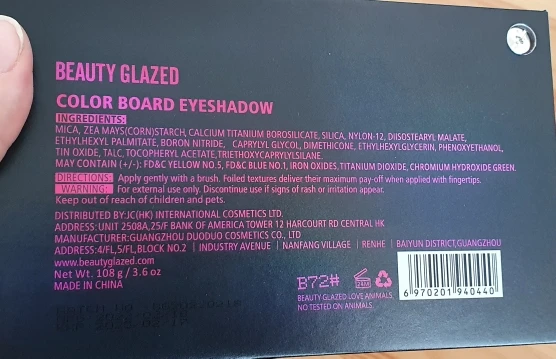 BEAUTY GLAZED
COLOR BOARD EYESHADOW
INGREDIENTS:
MICA, ZEA MAYS(CORN)STARCH, CALCIUM TITANIUM BOROSILICATE, SILICA, NYLON-12, DIISOSTEARYL MALATE,
ETHYLHEXYL PALMITATE, BORON NITRIDE, CAPRYLYL GLYCOL, DIMETHICONE, ETHYLHEXYLGLYCERIN, PHENOXYETHANOL,
TIN OXIDE, TALC, TOCOPHERYL ACETATE, TRIETHOXYCAPRYLYLSILANE.
MAY CONTAIN (+/-): FD&C YELLOW NO.5, FD&C BLUE NO.1, IRON OXIDES, TITANIUM DIOXIDE, CHROMIUM HYDROXIDE GREEN.
DIRECTIONS: Apply gently with a brush. Foiled textures deliver their maximum pay-off when applied with fingertips.
WARNING: For external use only. Discontinue use if signs of rash or irritation appear.
Keep out of reach of children and pets.
DISTRIBUTED BY:JC(HK) INTERNATIONAL COSMETICS LTD,
ADDRESS:UNIT 2508A,25/F BANK OF AMERICA TOWER 12 HARCOURT RD CENTRAL HK
MANUFACTURER:GUANGZHOU DUODUO COSMETICS CO., LTD
ADDRESS:4/FL,5/FL,BLOCK NO.2 | INDUSTRY AVENUE | NANFANG VILLAGE | RENHE | BAIYUN DISTRICT,GUANGZHOU
www.beautyglazed.com
Net Wt. 108 g / 3.6 oz
MADE IN CHINA
B72#
24M
BEAUTY GLAZED LOVE ANIMALS,
NO TESTED ON ANIMALS.
6 970201 940440